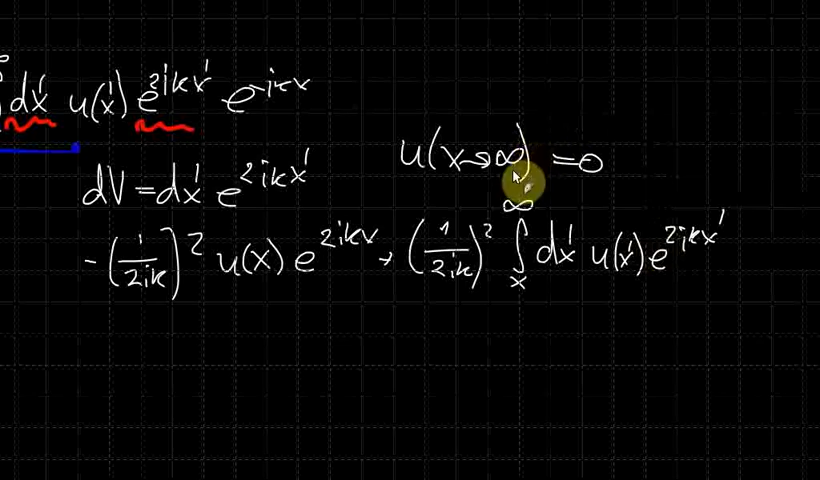 dx' u(x') e^{2ikx'} e^{-ikx}
u(x→∞) = 0
dV = dx' e^{2ikx'}
-(1/2ik)^2 u(x) e^{2ikx} + (1/2ik)^2 ∫_x^∞ dx' u(x') e^{2ikx'}